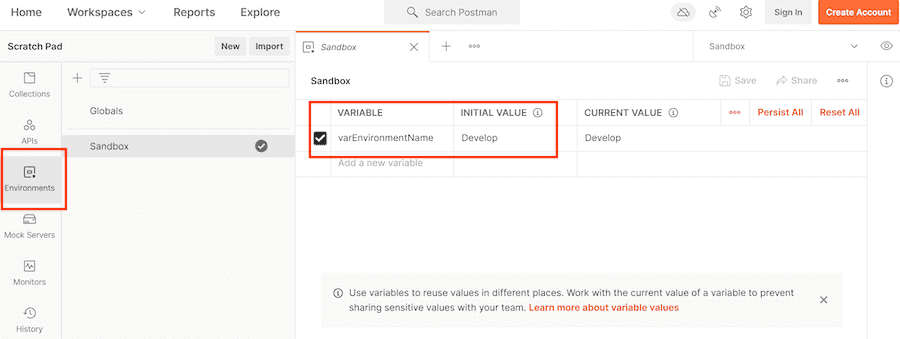 Home Workspaces Reports Explore Search Postman Sign In Create Account
Scratch Pad New Import Sandbox Sandbox
Collections Globals Sandbox Save Share
VARIABLE INITIAL VALUE CURRENT VALUE Persist All Reset All
APIs Sandbox varEnvironmentName Develop Develop
Add a new variable
Environments
Mock Servers
Monitors
History
Use variables to reuse values in different places. Work with the current value of a variable to prevent
sharing sensitive values with your team. Learn more about variable values